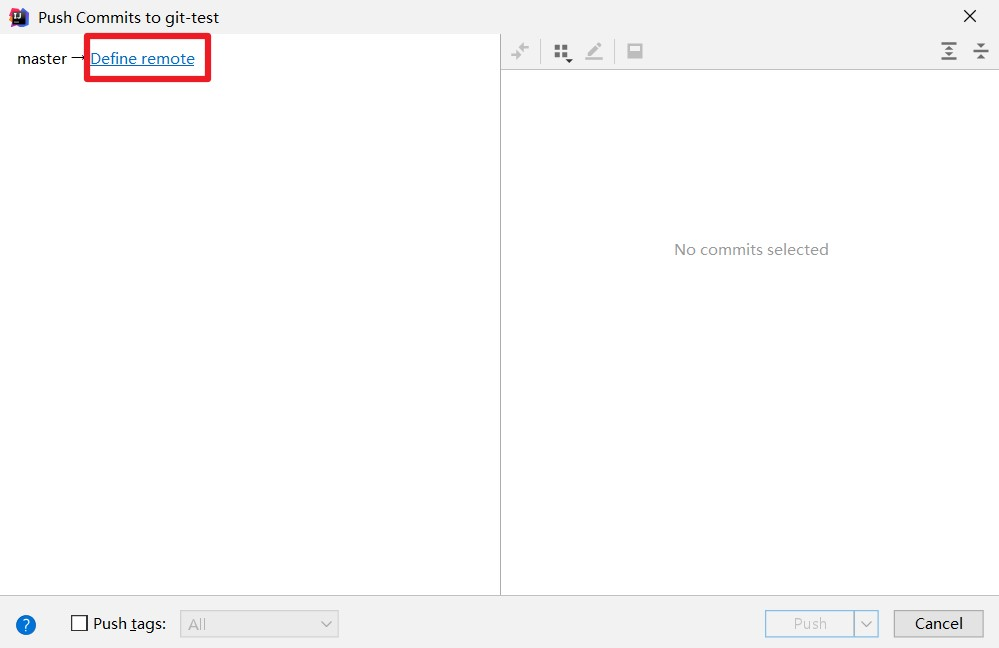 Push Commits to git-test
master → Define remote
No commits selected
? Push tags: All Push Cancel